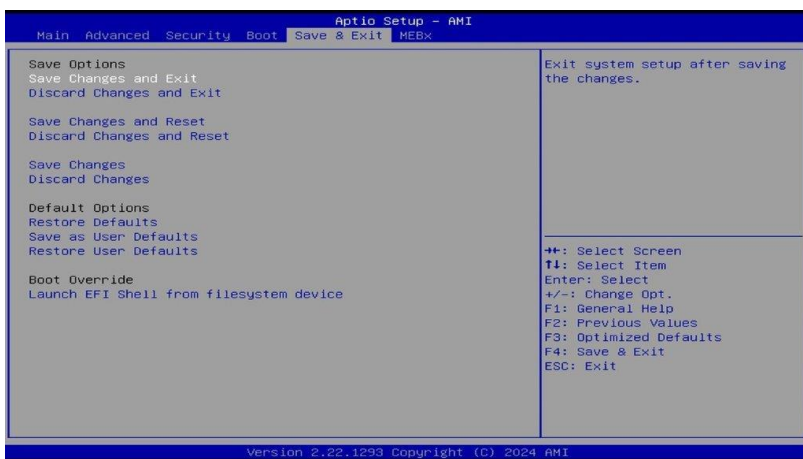 Aptio Setup – AMI
Main Advanced Security Boot Save & Exit MEBx
Save Options
Save Changes and Exit
Discard Changes and Exit
Save Changes and Reset
Discard Changes and Reset
Save Changes
Discard Changes
Default Options
Restore Defaults
Save as User Defaults
Restore User Defaults
Boot Override
Launch EFI Shell from filesystem device
Exit system setup after saving
the changes.
→←: Select Screen
↑↓: Select Item
Enter: Select
+/-: Change Opt.
F1: General Help
F2: Previous Values
F3: Optimized Defaults
F4: Save & Exit
ESC: Exit
Version 2.22.1293 Copyright (C) 2024 AMI